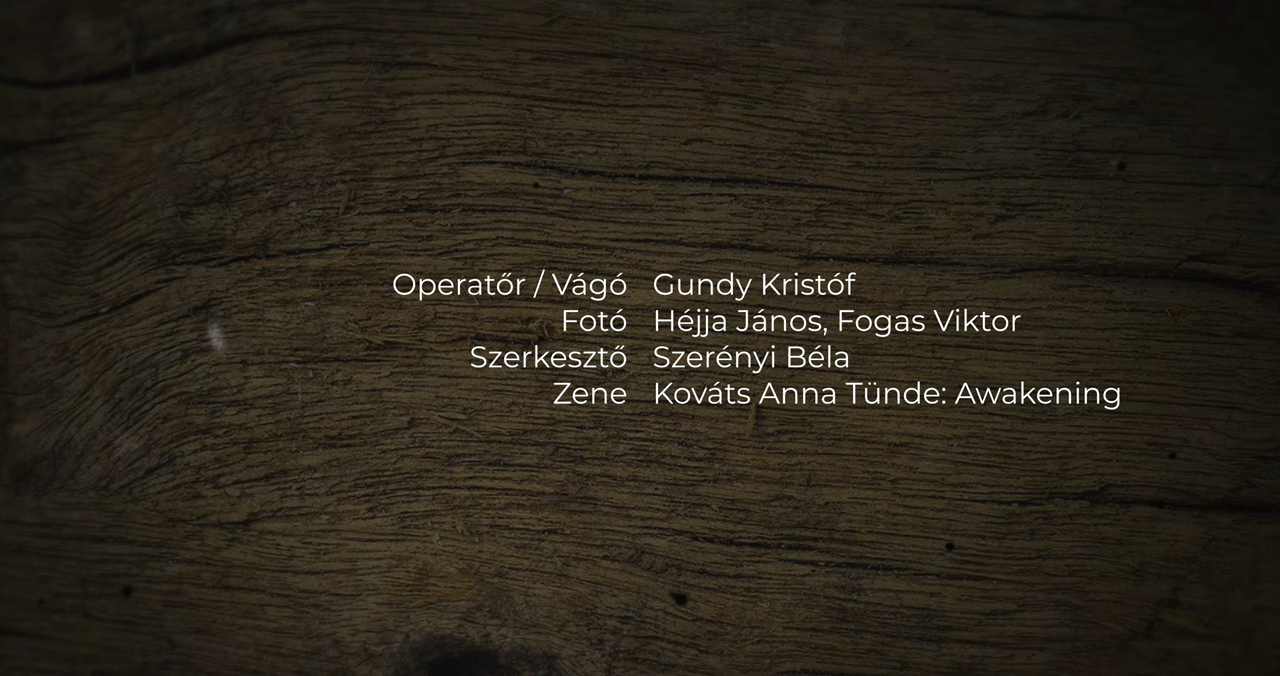 Operatőr / Vágó Gundy Kristóf
Fotó Héjja János, Fogas Viktor
Szerkesztő Szerényi Béla
Zene Kováts Anna Tünde: Awakening